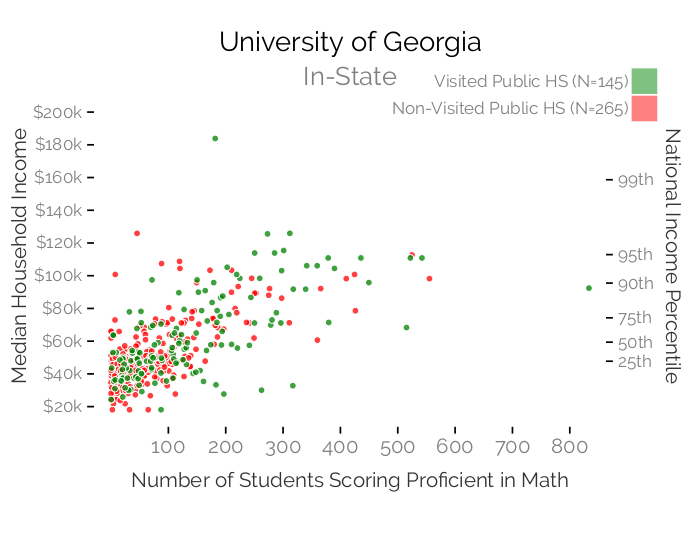 University of Georgia
In-State
Visited Public HS (N=145)
Non-Visited Public HS (N=265)
Median Household Income
$200k
$180k
$160k
$140k
$120k
$100k
$80k
$60k
$40k
$20k
National Income Percentile
99th
95th
90th
75th
50th
25th
100 200 300 400 500 600 700 800
Number of Students Scoring Proficient in Math